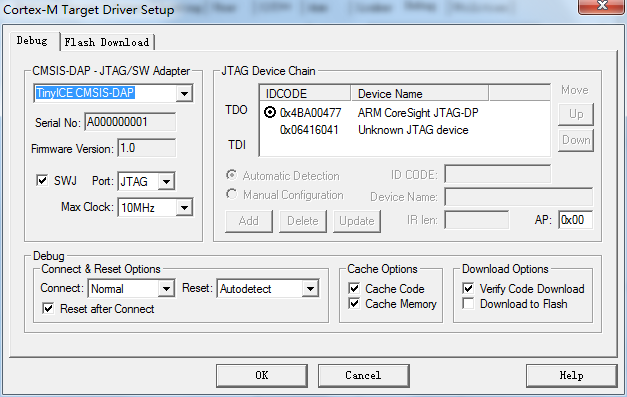 Cortex-M Target Driver Setup
Debug
Flash Download
CMSIS-DAP - JTAG/SW Adapter
TinyICE CMSIS-DAP
Serial No: A000000001
Firmware Version: 1.0
SWJ Port: JTAG
Max Clock: 10MHz
JTAG Device Chain
IDCODE Device Name Move
TDO 0x4BA00477 ARM CoreSight JTAG-DP Up
0x06416041 Unknown JTAG device
TDI Down
Automatic Detection ID CODE:
Manual Configuration Device Name:
Add Delete Update IR len: AP: 0x00
Debug
Connect & Reset Options
Connect: Normal Reset: Autodetect
Reset after Connect
Cache Options
Cache Code
Cache Memory
Download Options
Verify Code Download
Download to Flash
OK Cancel Help